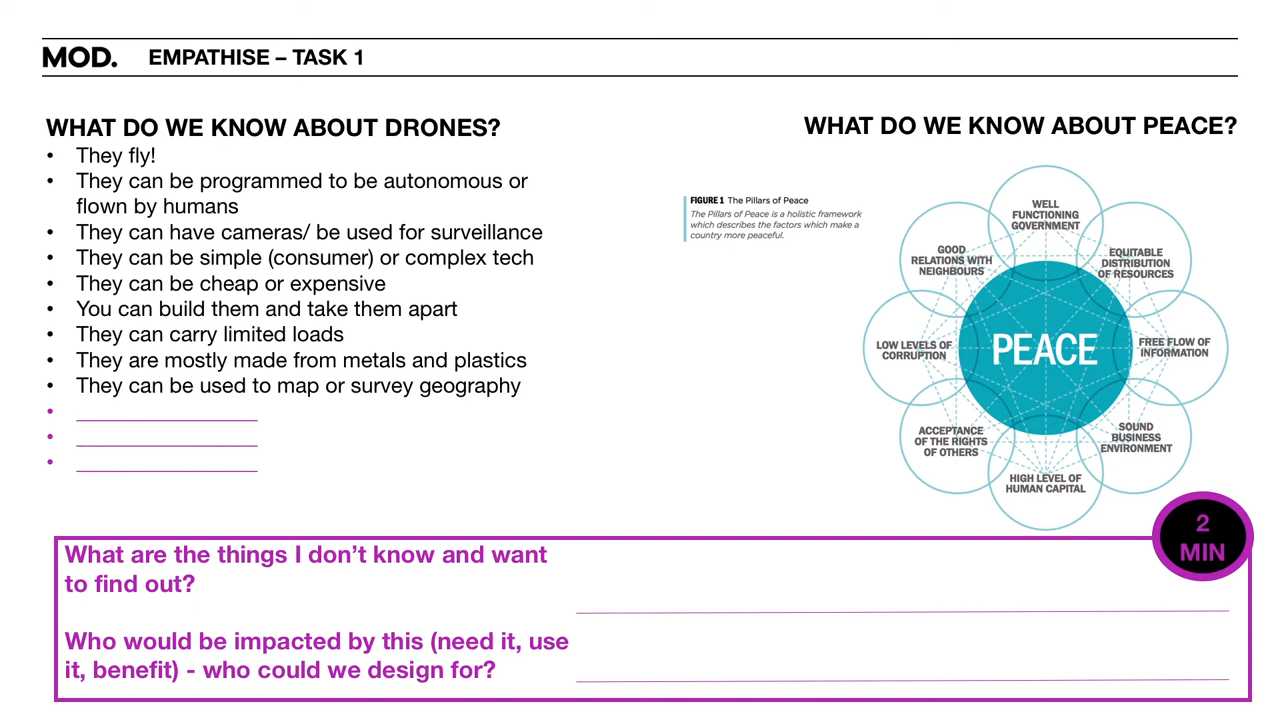 MOD. EMPATHISE – TASK 1
WHAT DO WE KNOW ABOUT DRONES?
• They fly!
• They can be programmed to be autonomous or
flown by humans
• They can have cameras/ be used for surveillance
• They can be simple (consumer) or complex tech
• They can be cheap or expensive
• You can build them and take them apart
• They can carry limited loads
• They are mostly made from metals and plastics
• They can be used to map or survey geography
• ________________
• ________________
• ________________
WHAT DO WE KNOW ABOUT PEACE?
FIGURE 1 The Pillars of Peace
The Pillars of Peace is a holistic framework
which describes the factors which make a
country more peaceful.
WELL
FUNCTIONING
GOVERNMENT
EQUITABLE
DISTRIBUTION
OF RESOURCES
FREE FLOW OF
INFORMATION
SOUND
BUSINESS
ENVIRONMENT
HIGH LEVEL OF
HUMAN CAPITAL
ACCEPTANCE
OF THE RIGHTS
OF OTHERS
LOW LEVELS OF
CORRUPTION
GOOD
RELATIONS WITH
NEIGHBOURS
PEACE
2
MIN
What are the things I don’t know and want
to find out?
Who would be impacted by this (need it, use
it, benefit) - who could we design for?